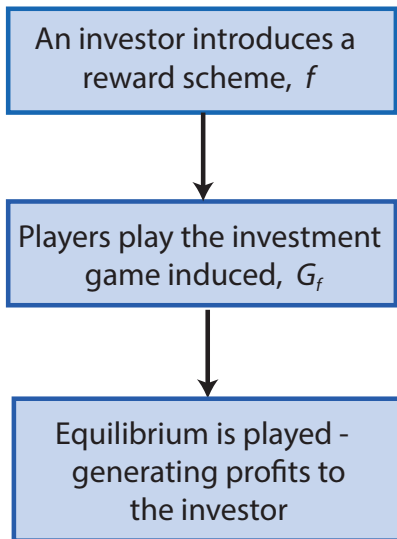 An investor introduces a
reward scheme, f
Players play the investment
game induced, G_f
Equilibrium is played -
generating profits to
the investor